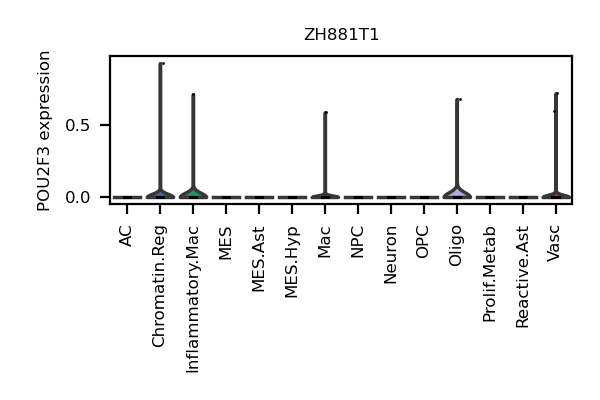 ZH881T1
POU2F3 expression
0.5
0.0
AC
Chromatin.Reg
Inflammatory.Mac
MES
MES.Ast
MES.Hyp
Mac
NPC
Neuron
OPC
Oligo
Prolif.Metab
Reactive.Ast
Vasc